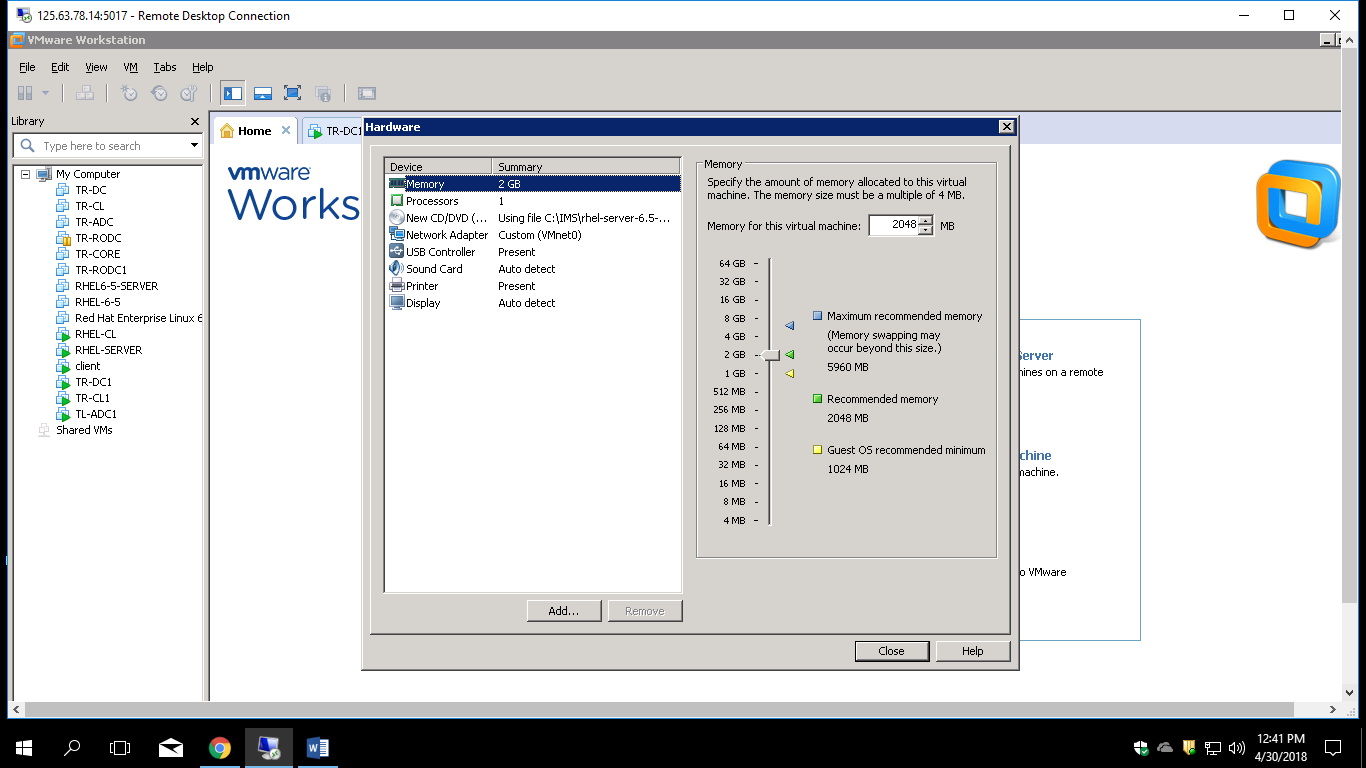 125.63.78.14:5017 - Remote Desktop Connection
VMware Workstation
File Edit View VM Tabs Help
Library
Type here to search
My Computer
TR-DC
TR-CL
TR-ADC
TR-RODC
TR-CORE
TR-RODC1
RHEL6-5-SERVER
RHEL-6-5
Red Hat Enterprise Linux 6
RHEL-CL
RHEL-SERVER
client
TR-DC1
TR-CL1
TL-ADC1
Shared VMs
Home TR-DC1
vmware
Works
Hardware
Device Summary
Memory 2 GB
Processors 1
New CD/DVD (... Using file C:\IMS\rhel-server-6.5-...
Network Adapter Custom (VMnet0)
USB Controller Present
Sound Card Auto detect
Printer Present
Display Auto detect
Add... Remove
Memory
Specify the amount of memory allocated to this virtual
machine. The memory size must be a multiple of 4 MB.
Memory for this virtual machine: 2048 MB
64 GB
32 GB
16 GB
8 GB
4 GB
2 GB
1 GB
512 MB
256 MB
128 MB
64 MB
32 MB
16 MB
8 MB
4 MB
Maximum recommended memory
(Memory swapping may
occur beyond this size.)
5960 MB
Recommended memory
2048 MB
Guest OS recommended minimum
1024 MB
Close Help
Server
hines on a remote
chine
machine.
o VMware
12:41 PM
4/30/2018